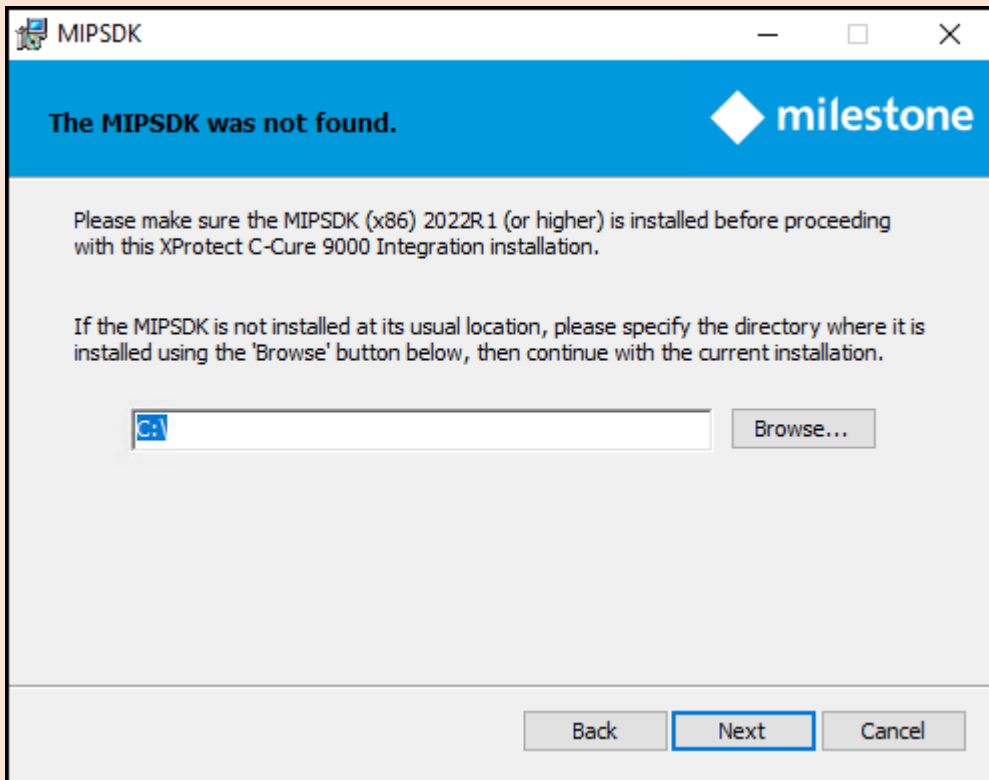 MIPSDK
The MIPSDK was not found.
milestone
Please make sure the MIPSDK (x86) 2022R1 (or higher) is installed before proceeding
with this XProtect C-Cure 9000 Integration installation.
If the MIPSDK is not installed at its usual location, please specify the directory where it is
installed using the 'Browse' button below, then continue with the current installation.
C:\
Browse...
Back
Next
Cancel